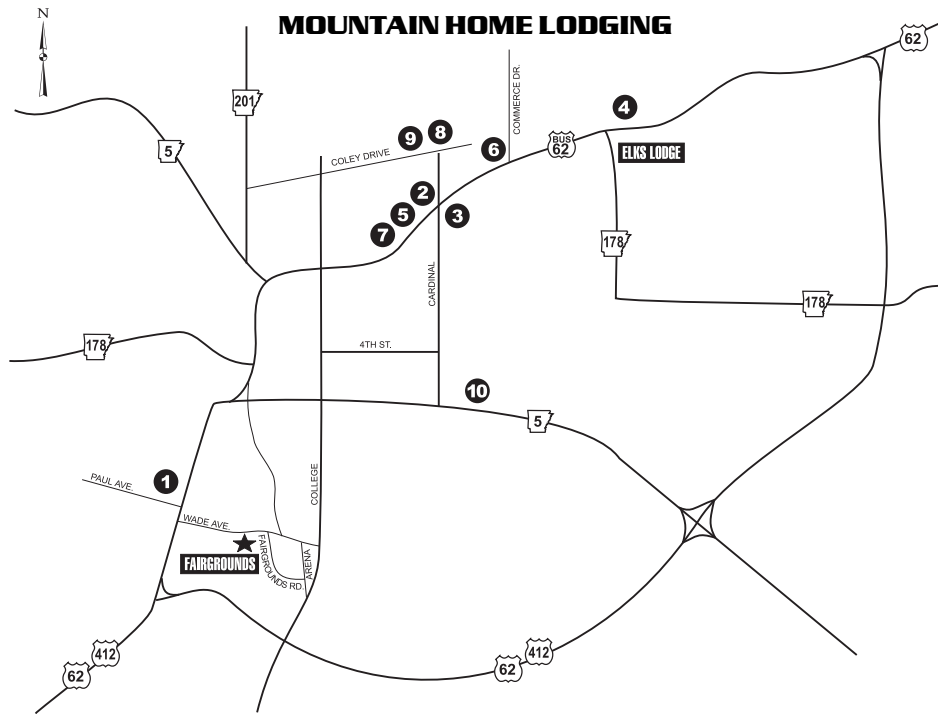 MOUNTAIN HOME LODGING
N
62
201
5
COMMERCE DR.
4
9
8
COLEY DRIVE
6
BUS
62
ELKS LODGE
2
5
3
7
178
CARDINAL
178
178
4TH ST.
10
5
COLLEGE
1
PAUL AVE.
WADE AVE.
FAIRGROUNDS
FAIRGROUNDS RD.
ARENA
412
62
412
62